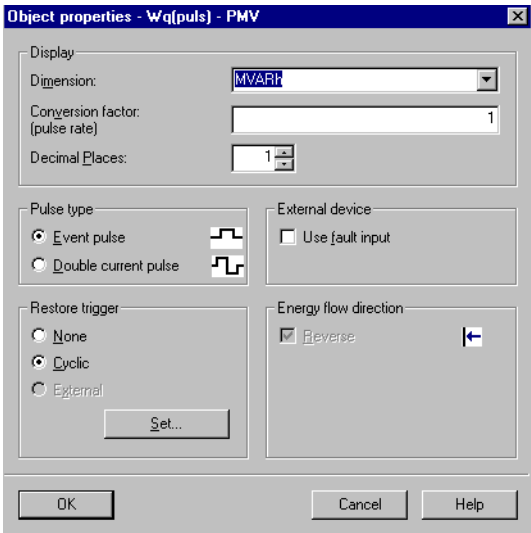 Object properties - Wq(puls) - PMV
Display
Dimension:
MVARh
Conversion factor:
(pulse rate)
1
Decimal Places:
1
Pulse type
Event pulse
Double current pulse
External device
Use fault input
Restore trigger
None
Cyclic
External
Set...
Energy flow direction
Reverse
OK
Cancel
Help